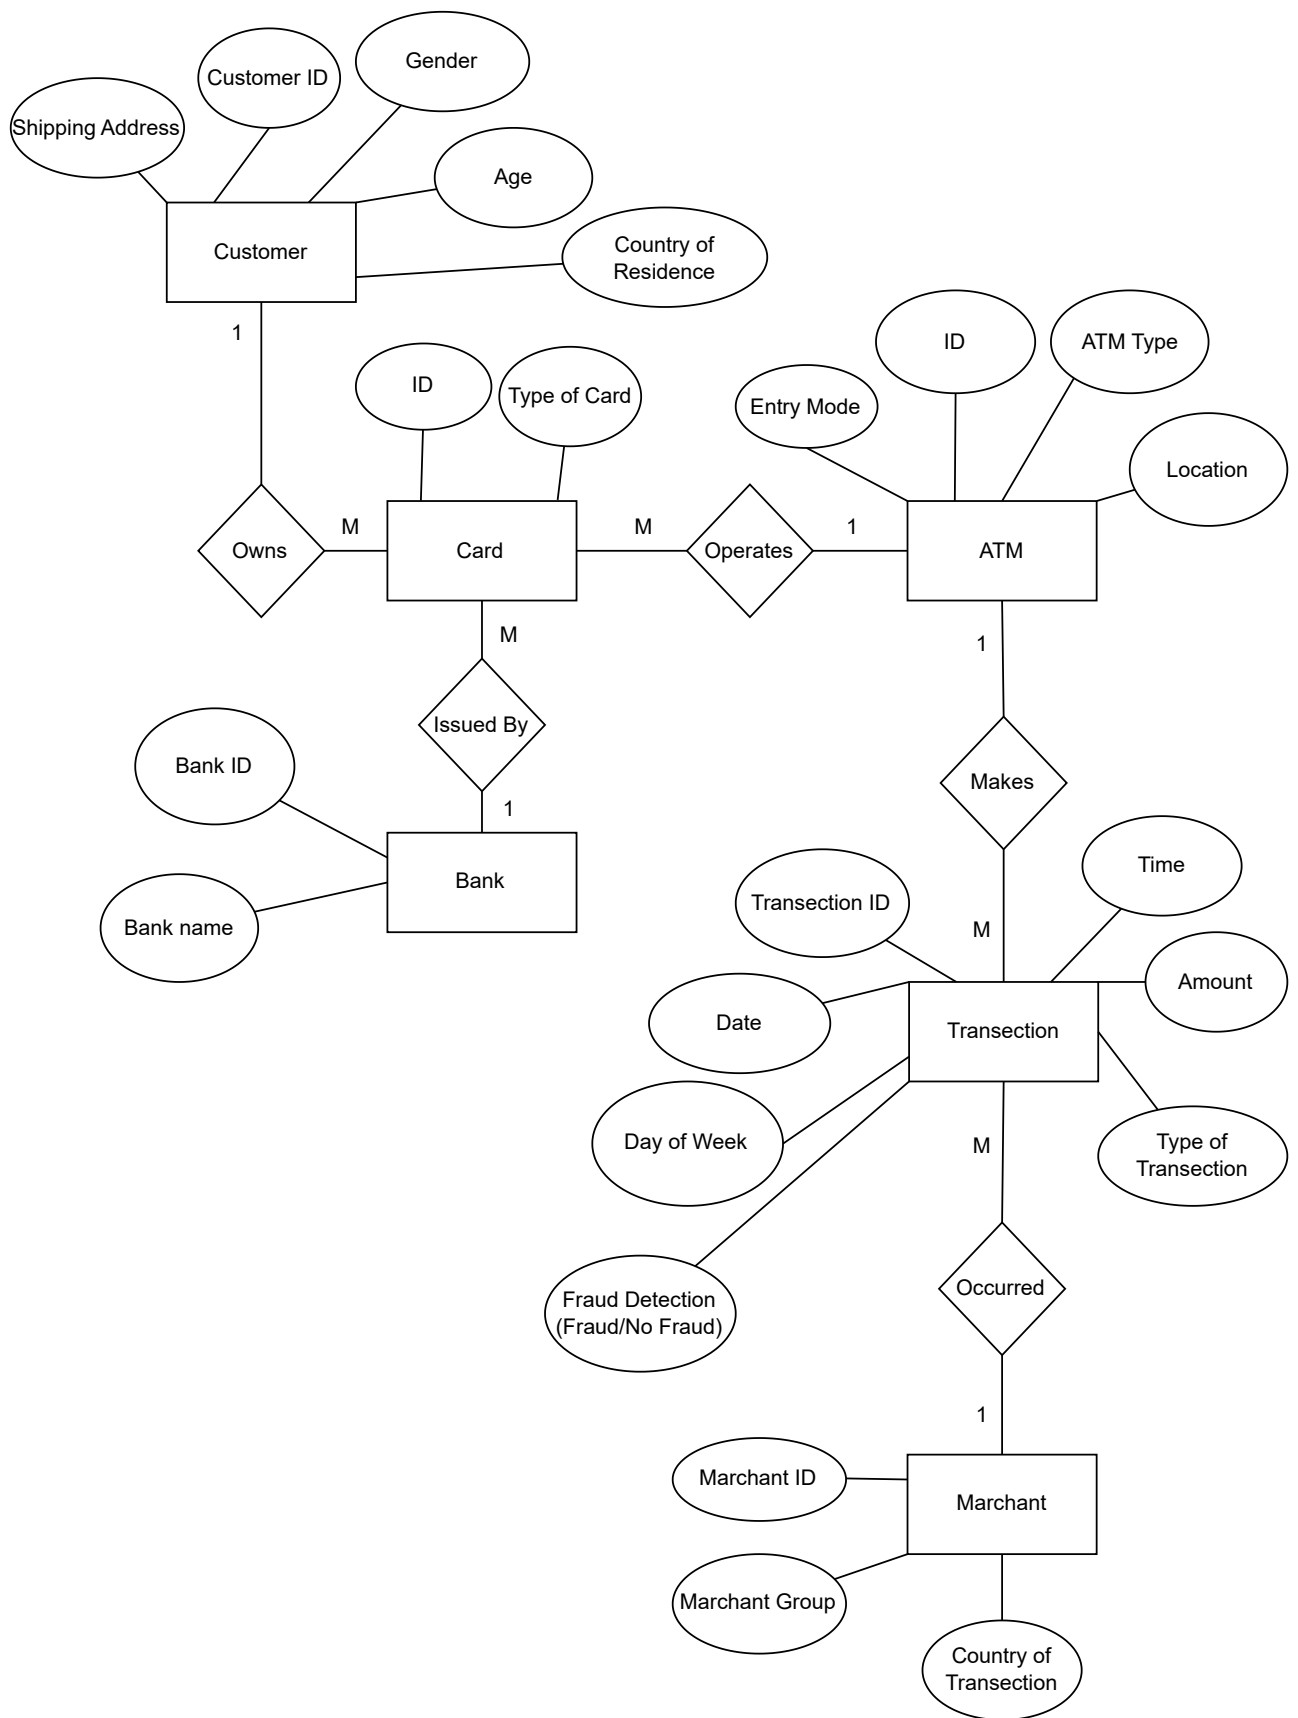 Gender
Customer ID
Shipping Address
Age
Customer
Country of
Residence
1
ID
ATM Type
ID
Type of Card
Entry Mode
Location
M
M
1
Owns
Card
Operates
ATM
M
1
Issued By
Bank ID
Makes
1
Time
Bank
Transection ID
Bank name
M
Amount
Date
Transection
Day of Week
M
Type of
Transection
Occurred
Fraud Detection
(Fraud/No Fraud)
1
Marchant ID
Marchant
Marchant Group
Country of
Transection